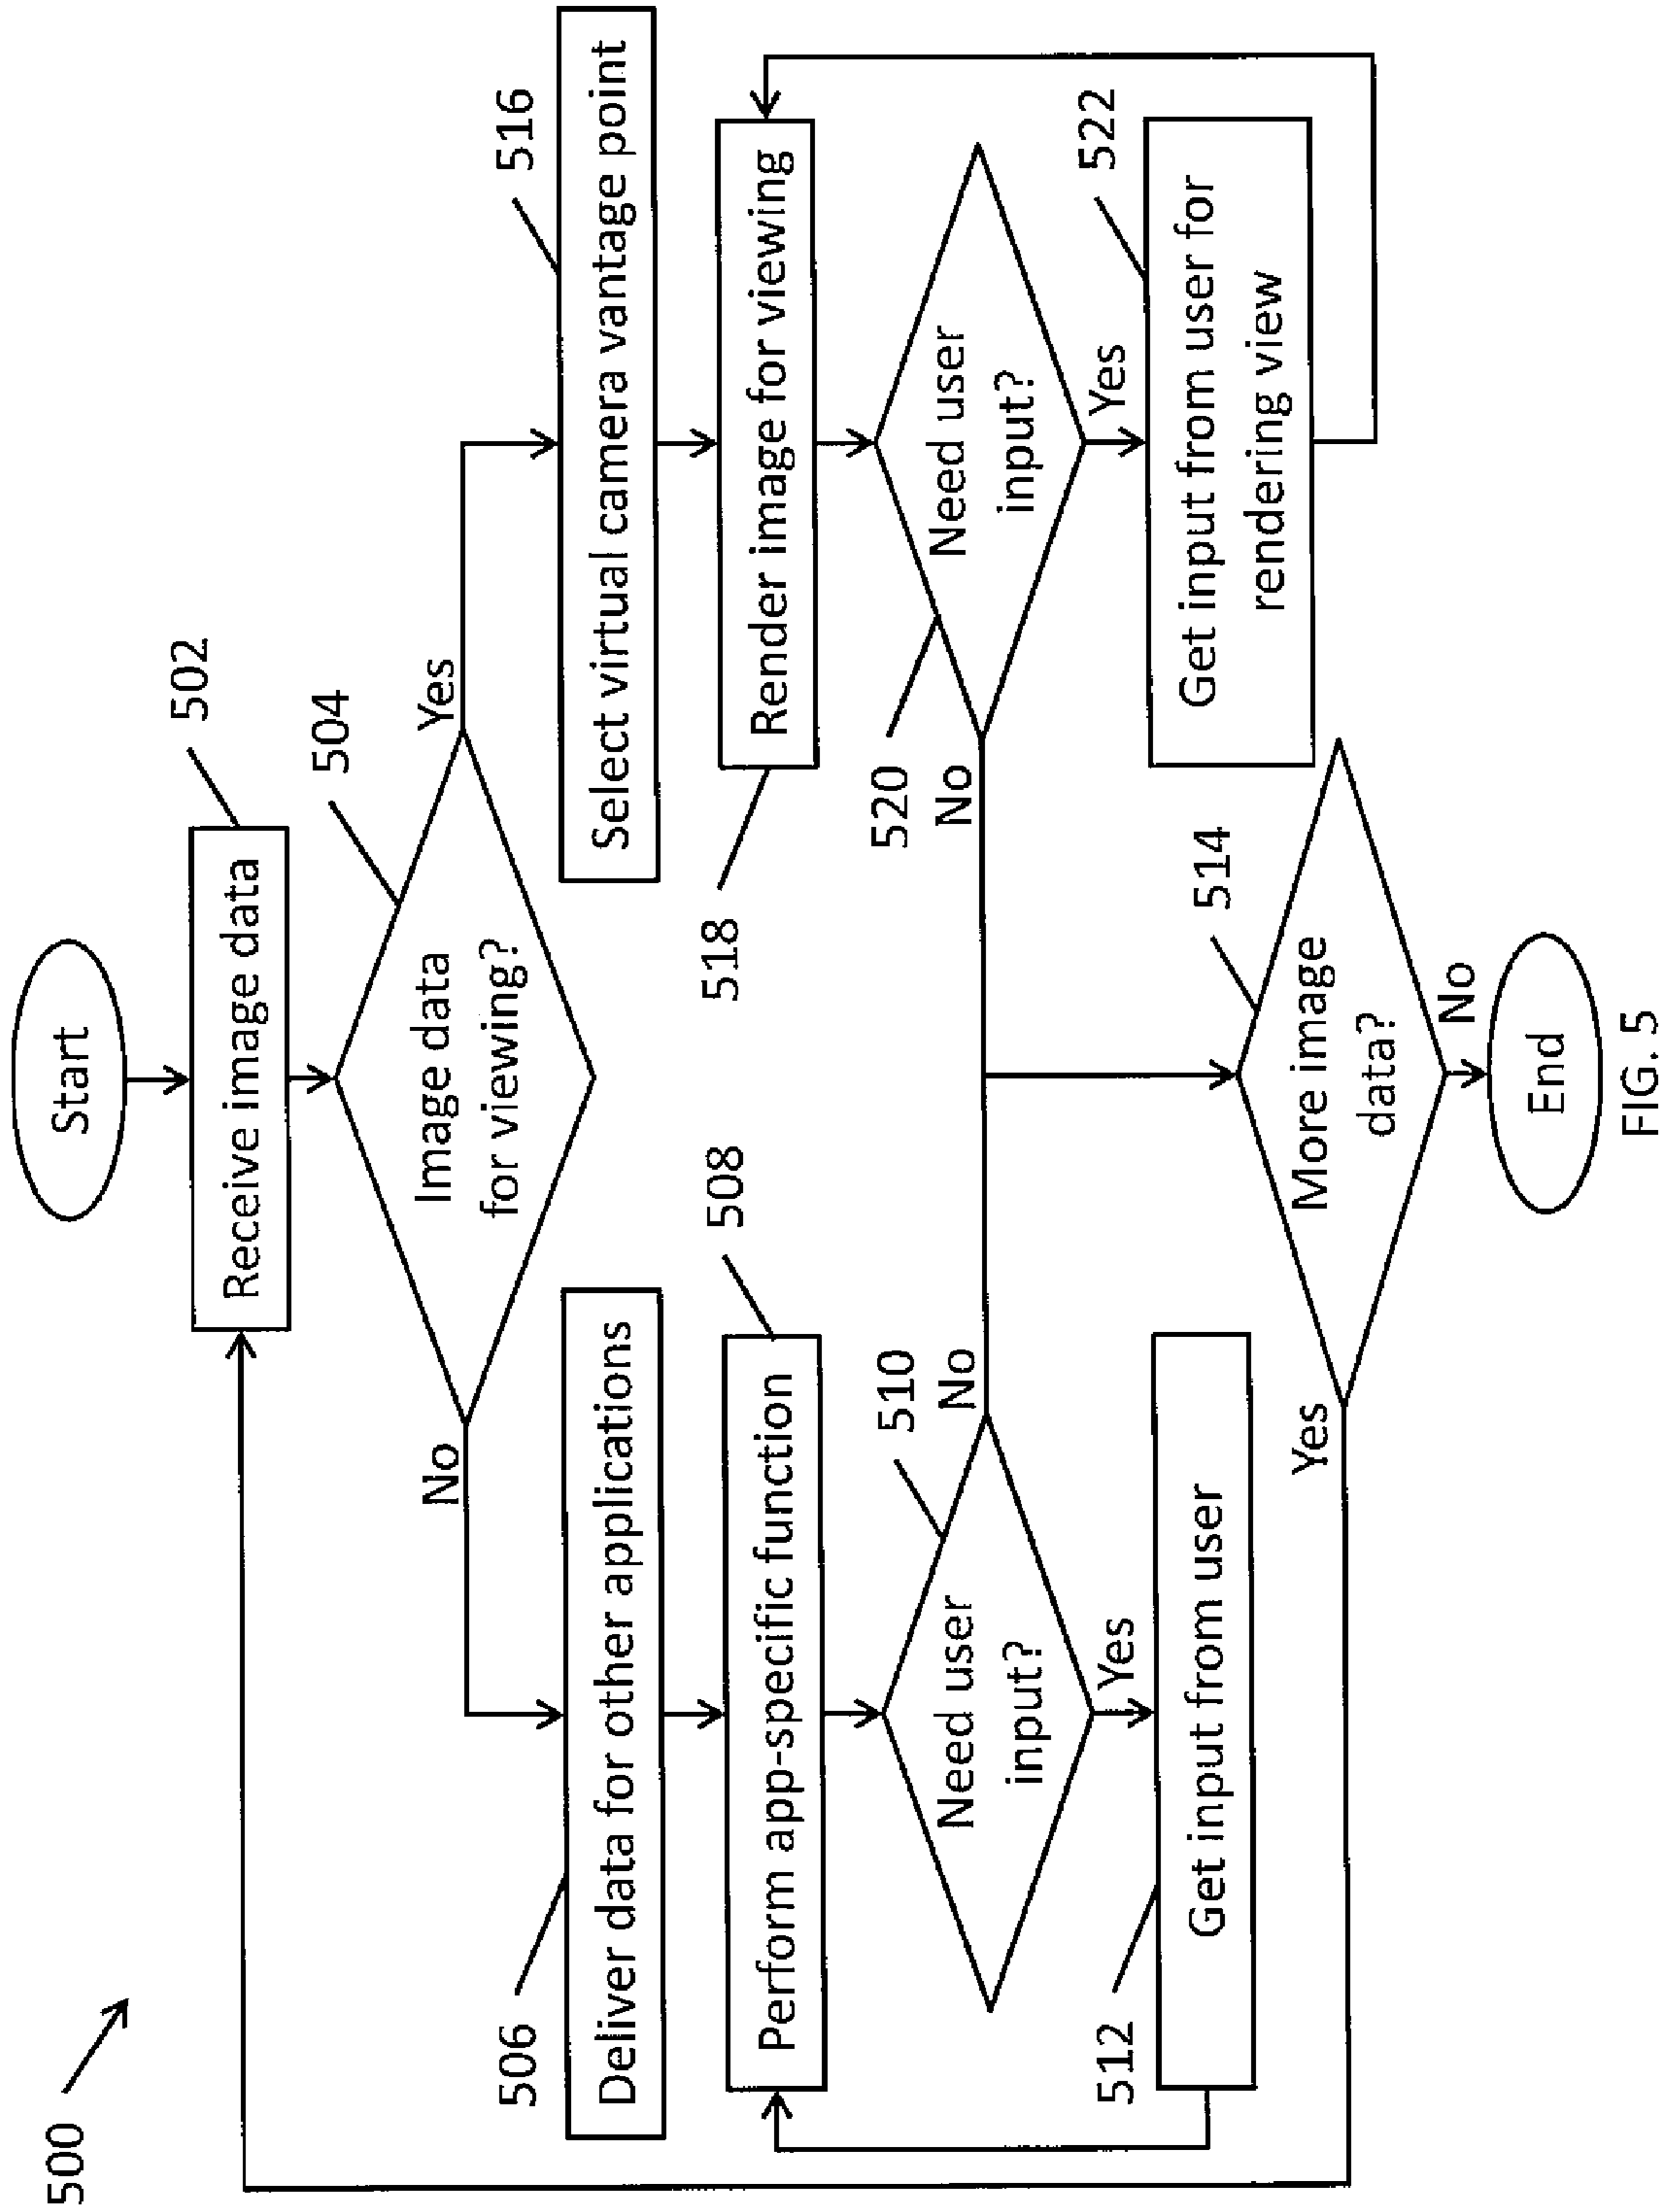 500
Start
502
Receive image data
504
Image data
for viewing?
No
Yes
506
Deliver data for other applications
516
Select virtual camera vantage point
508
Perform app-specific function
518
Render image for viewing
510
Need user
input?
No
520
No
Need user
input?
Yes
Yes
512
Get input from user
522
Get input from user for
rendering view
514
More image
data?
Yes
No
End
FIG. 5